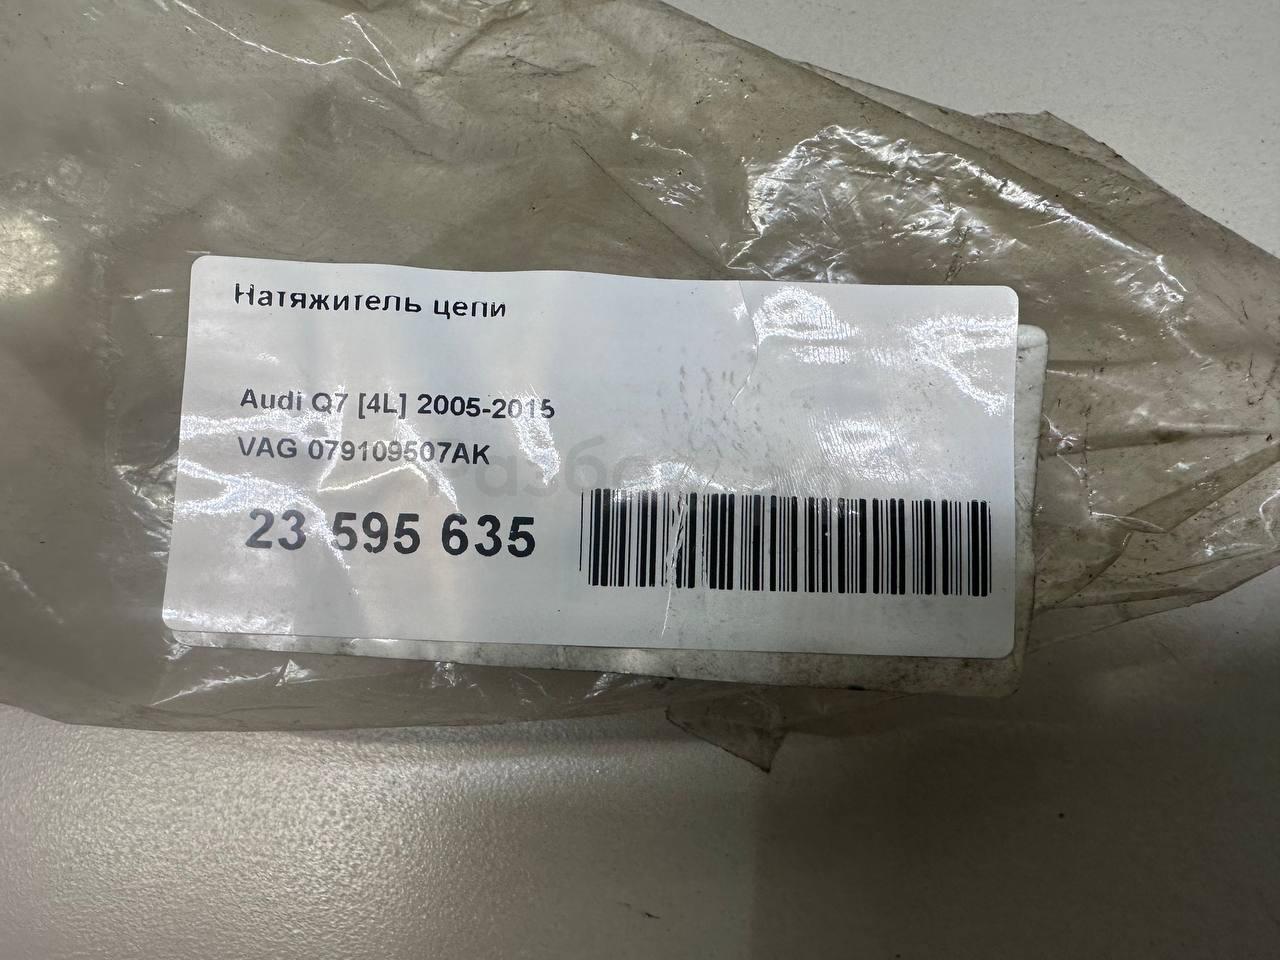 Натяжитель цепи
Audi Q7 [4L] 2005-2015
VAG 079109507AK
23 595 635